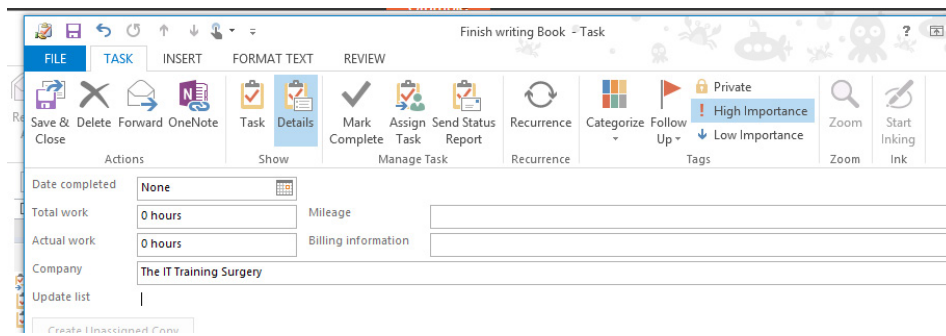 Finish writing Book - Task
?
FILE TASK INSERT FORMAT TEXT REVIEW
Save & Close
Delete
Forward
OneNote
Task
Details
Mark Complete
Assign Task
Send Status Report
Recurrence
Categorize
Follow Up
Private
High Importance
Low Importance
Zoom
Start Inking
Actions Show Manage Task Recurrence Tags Zoom Ink
Date completed None
Total work 0 hours Mileage
Actual work 0 hours Billing information
Company The IT Training Surgery
Update list
Create Unassigned Copy